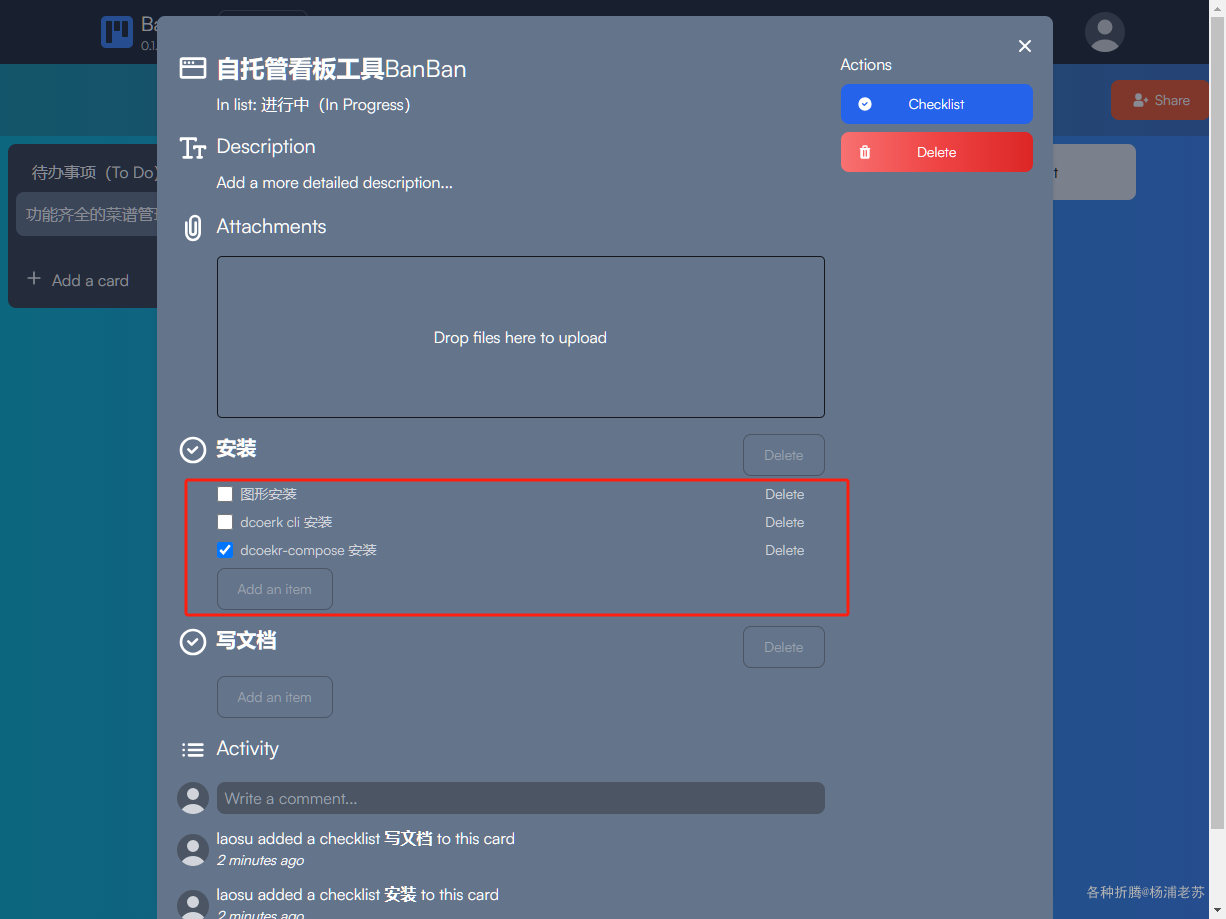 Ba
0.1.
自托管看板工具BanBan
In list: 进行中（In Progress）
Description
Add a more detailed description...
Attachments
Drop files here to upload
安装
Delete
图形安装
Delete
dcoerk cli 安装
Delete
dcoekr-compose 安装
Delete
Add an item
写文档
Delete
Add an item
Activity
Write a comment...
laosu added a checklist 写文档 to this card
2 minutes ago
laosu added a checklist 安装 to this card
2 minutes ago
Actions
Checklist
Delete
Share
待办事项（To Do）
功能齐全的菜谱管理
Add a card
t
各种折腾@杨浦老苏